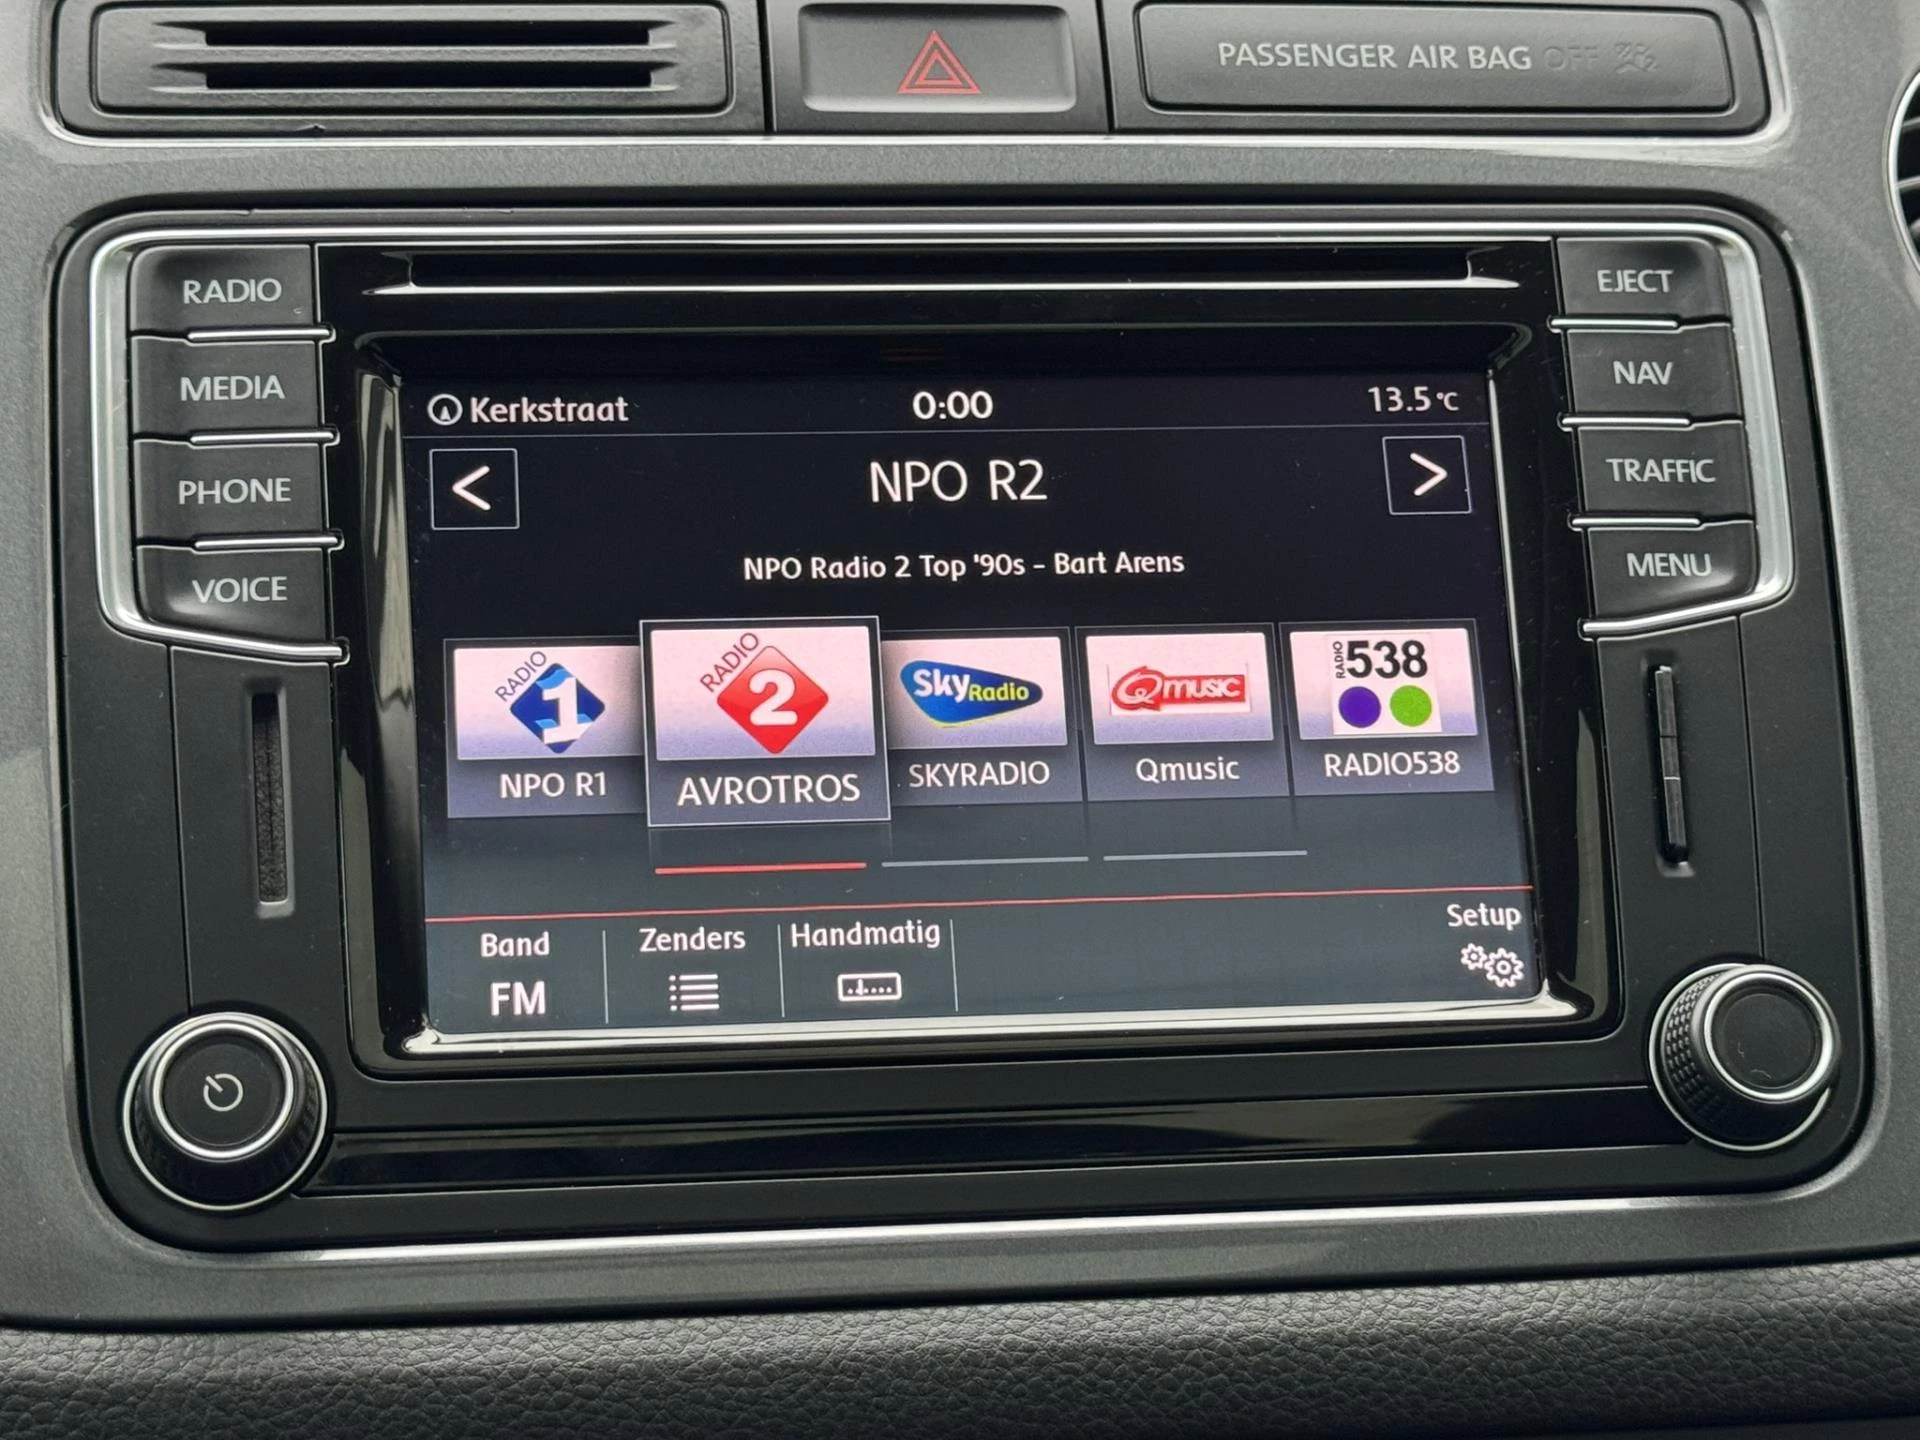 PASSENGER AIR BAG OFF
RADIO
EJECT
MEDIA
NAV
PHONE
TRAFFIC
VOICE
MENU
Kerkstraat 0:00 13.5°C
< NPO R2 >
NPO Radio 2 Top '90s - Bart Arens
RADIO 1
RADIO 2
Sky Radio
Qmusic
RADIO 538
NPO R1
AVROTROS
SKYRADIO
Qmusic
RADIO538
Band
FM
Zenders
Handmatig
Setup